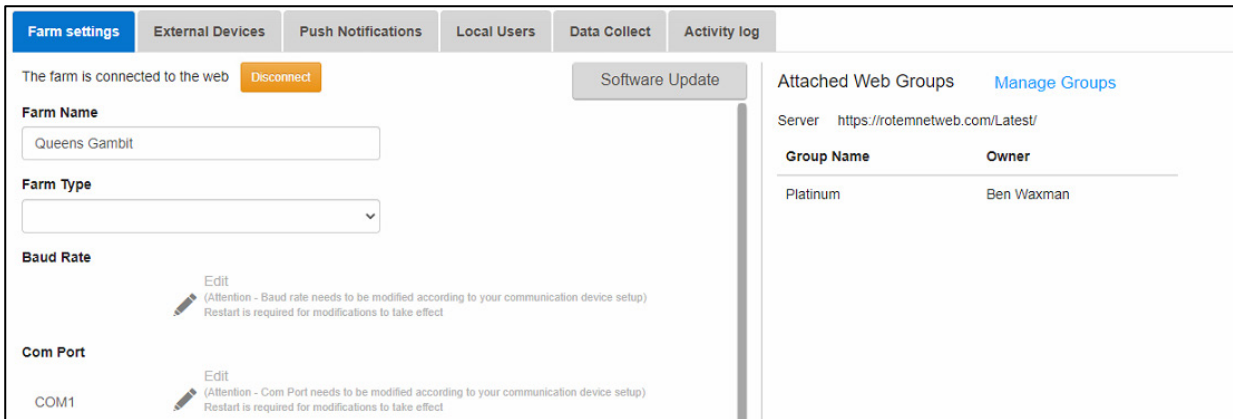 Farm settings External Devices Push Notifications Local Users Data Collect Activity log
The farm is connected to the web Disconnect Software Update
Farm Name
Queens Gambit
Farm Type
Baud Rate
Edit
(Attention - Baud rate needs to be modified according to your communication device setup)
Restart is required for modifications to take effect
Com Port
COM1
Edit
(Attention - Com Port needs to be modified according to your communication device setup)
Restart is required for modifications to take effect
Attached Web Groups Manage Groups
Server https://rotemnetweb.com/Latest/
Group Name Owner
Platinum Ben Waxman